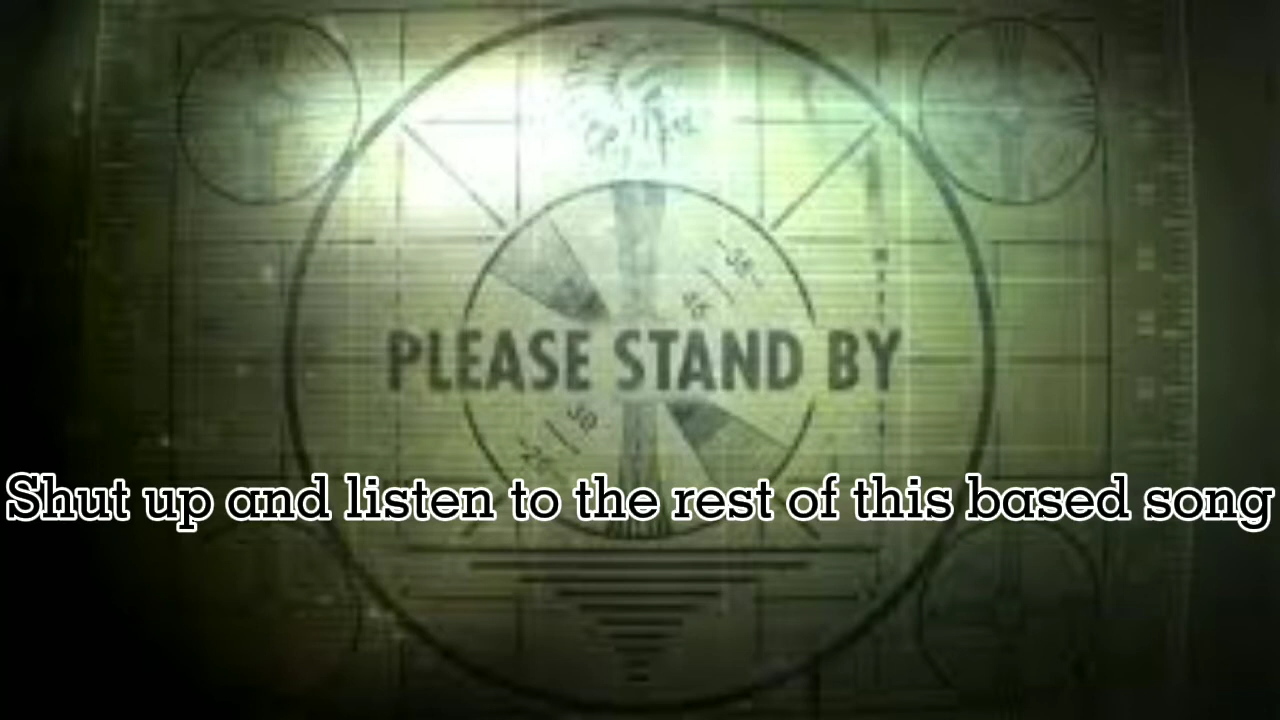 PLEASE STAND BY
Shut up and listen to the rest of this based song